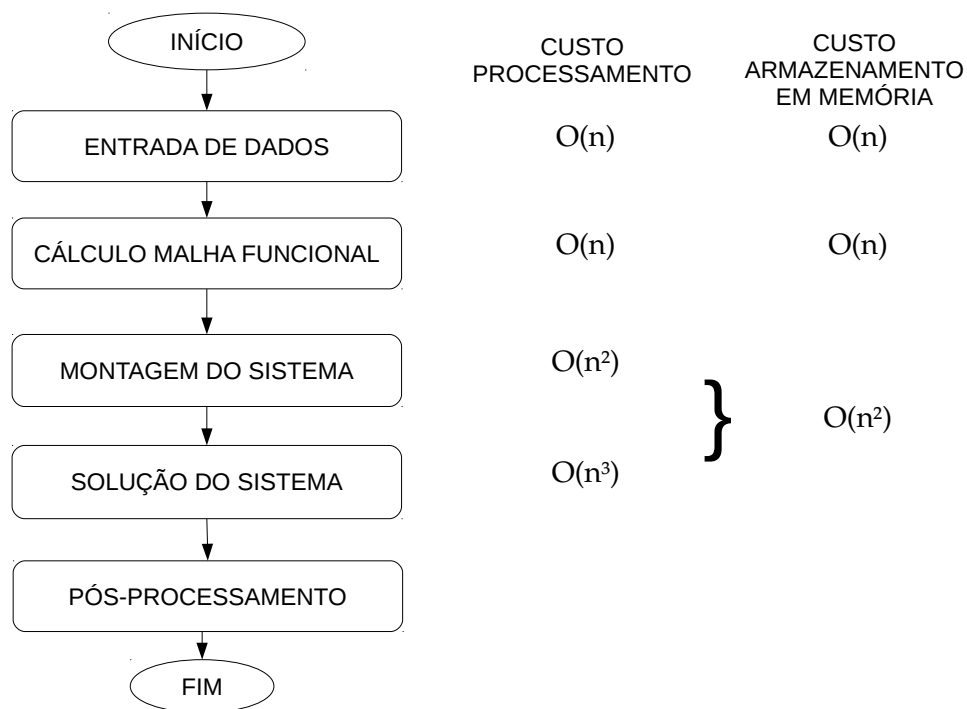 INÍCIO
CUSTO
PROCESSAMENTO
CUSTO
ARMAZENAMENTO
EM MEMÓRIA
ENTRADA DE DADOS
O(n)
O(n)
CÁLCULO MALHA FUNCIONAL
O(n)
O(n)
MONTAGEM DO SISTEMA
O(n²)
}
O(n²)
SOLUÇÃO DO SISTEMA
O(n³)
PÓS-PROCESSAMENTO
FIM